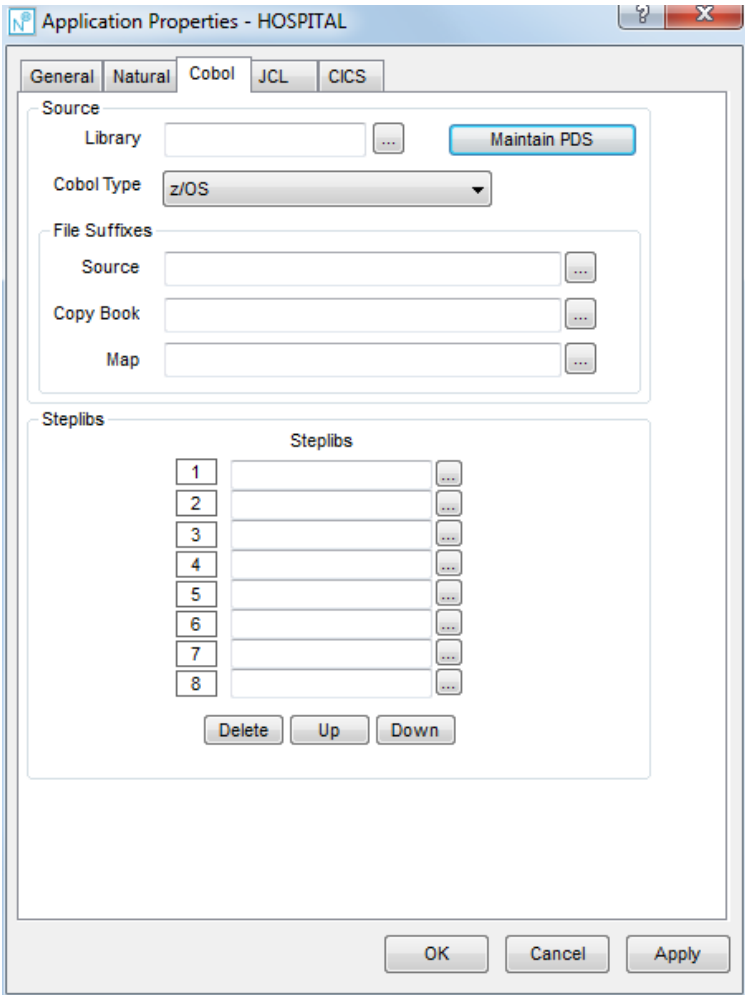 Application Properties - HOSPITAL
General Natural Cobol JCL CICS
Source
Library ... Maintain PDS
Cobol Type z/OS
File Suffixes
Source ...
Copy Book ...
Map ...
Steplibs
Steplibs
1 ...
2 ...
3 ...
4 ...
5 ...
6 ...
7 ...
8 ...
Delete Up Down
OK Cancel Apply